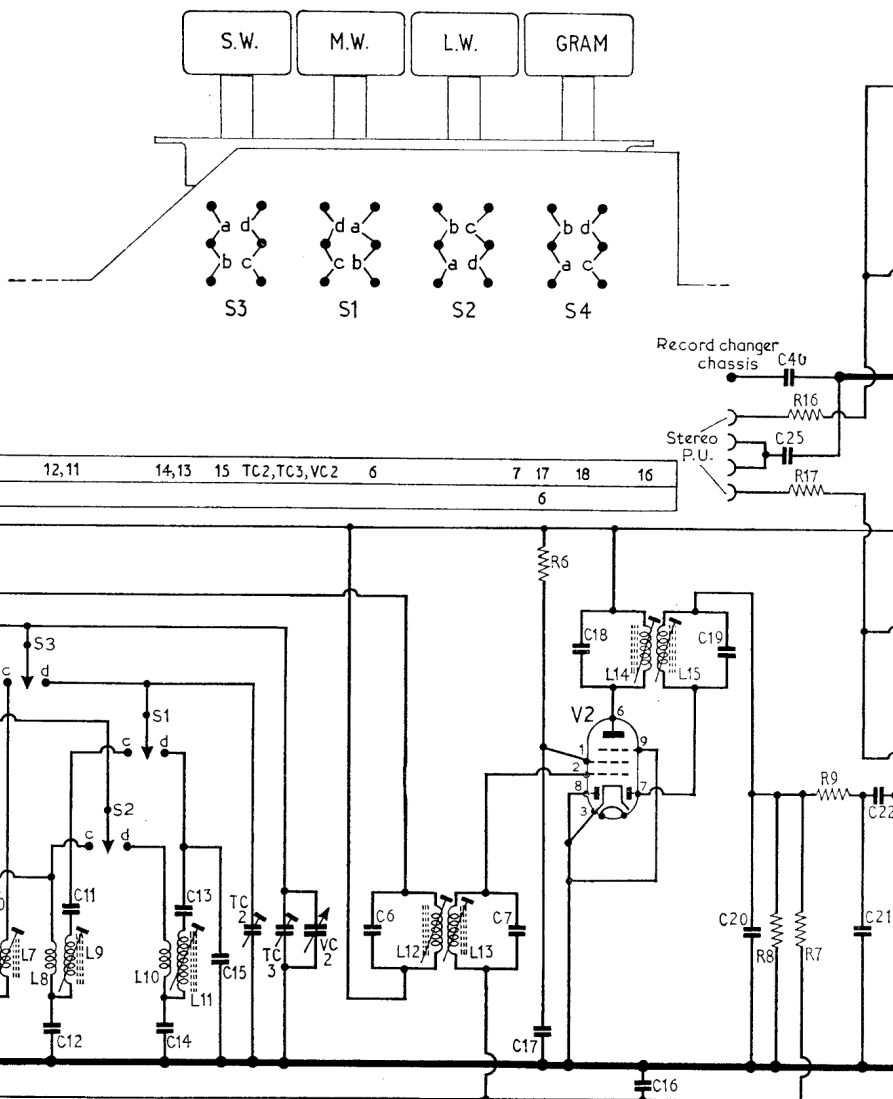 S.W. M.W. L.W. GRAM
a d d a b c b d
b c c b a d a c
S3 S1 S2 S4
Record changer
chassis C40
R16
Stereo
P.U. C25
R17
12,11 14,13 15 TC2,TC3,VC2 6 7 17 18 16
6
R6
C18 C19
S3
L14 L15
c d
S1
V2 6
c d
1 9
2
8 7
3
R9
C22
S2
c d
C11 C13
TC
2
C6 C7
C20 C21
L7 L9
TC
3
VC
2
L12 L13
L8 L10 C15
R8 R7
L11
C12 C14 C17
C16